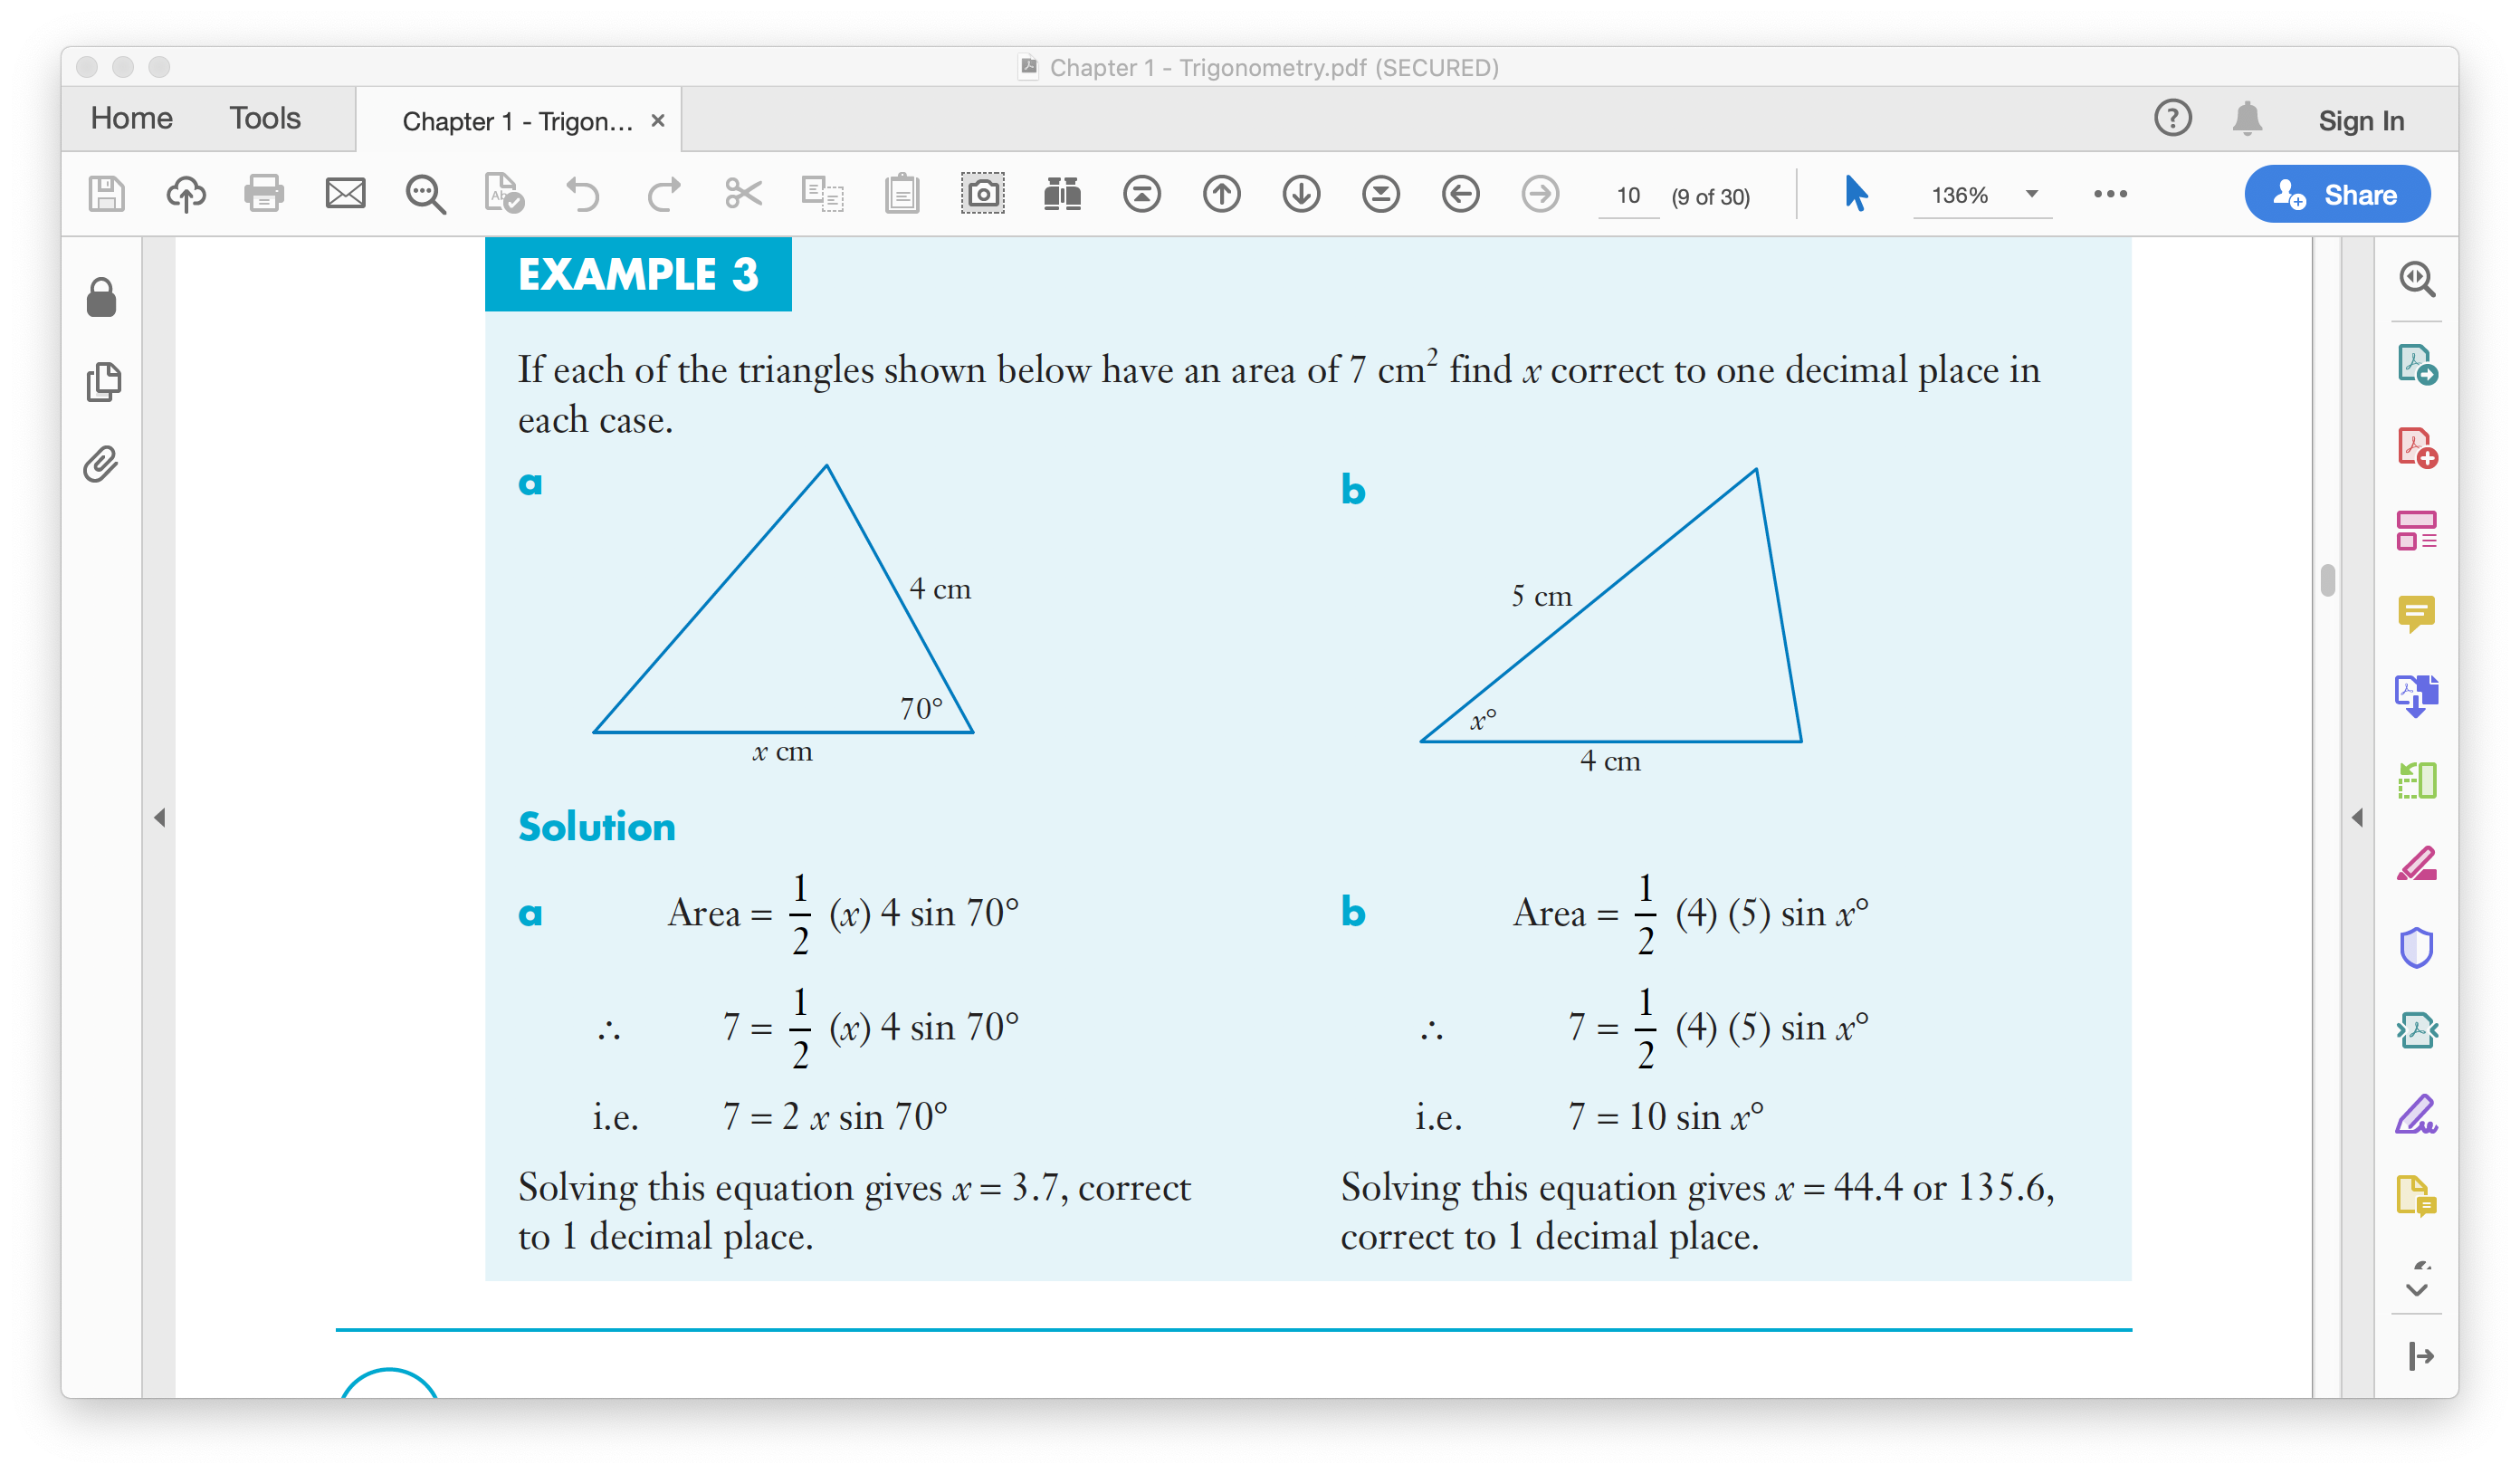 Chapter 1 - Trigonometry.pdf (SECURED)
Home Tools Chapter 1 - Trigon... × ? Sign In
10 (9 of 30) 136% Share
EXAMPLE 3
If each of the triangles shown below have an area of 7 cm² find x correct to one decimal place in
each case.
a
4 cm
70°
x cm
b
5 cm
x°
4 cm
Solution
a Area = 1/2 (x) 4 sin 70°
∴ 7 = 1/2 (x) 4 sin 70°
i.e. 7 = 2 x sin 70°
Solving this equation gives x = 3.7, correct
to 1 decimal place.
b Area = 1/2 (4) (5) sin x°
∴ 7 = 1/2 (4) (5) sin x°
i.e. 7 = 10 sin x°
Solving this equation gives x = 44.4 or 135.6,
correct to 1 decimal place.